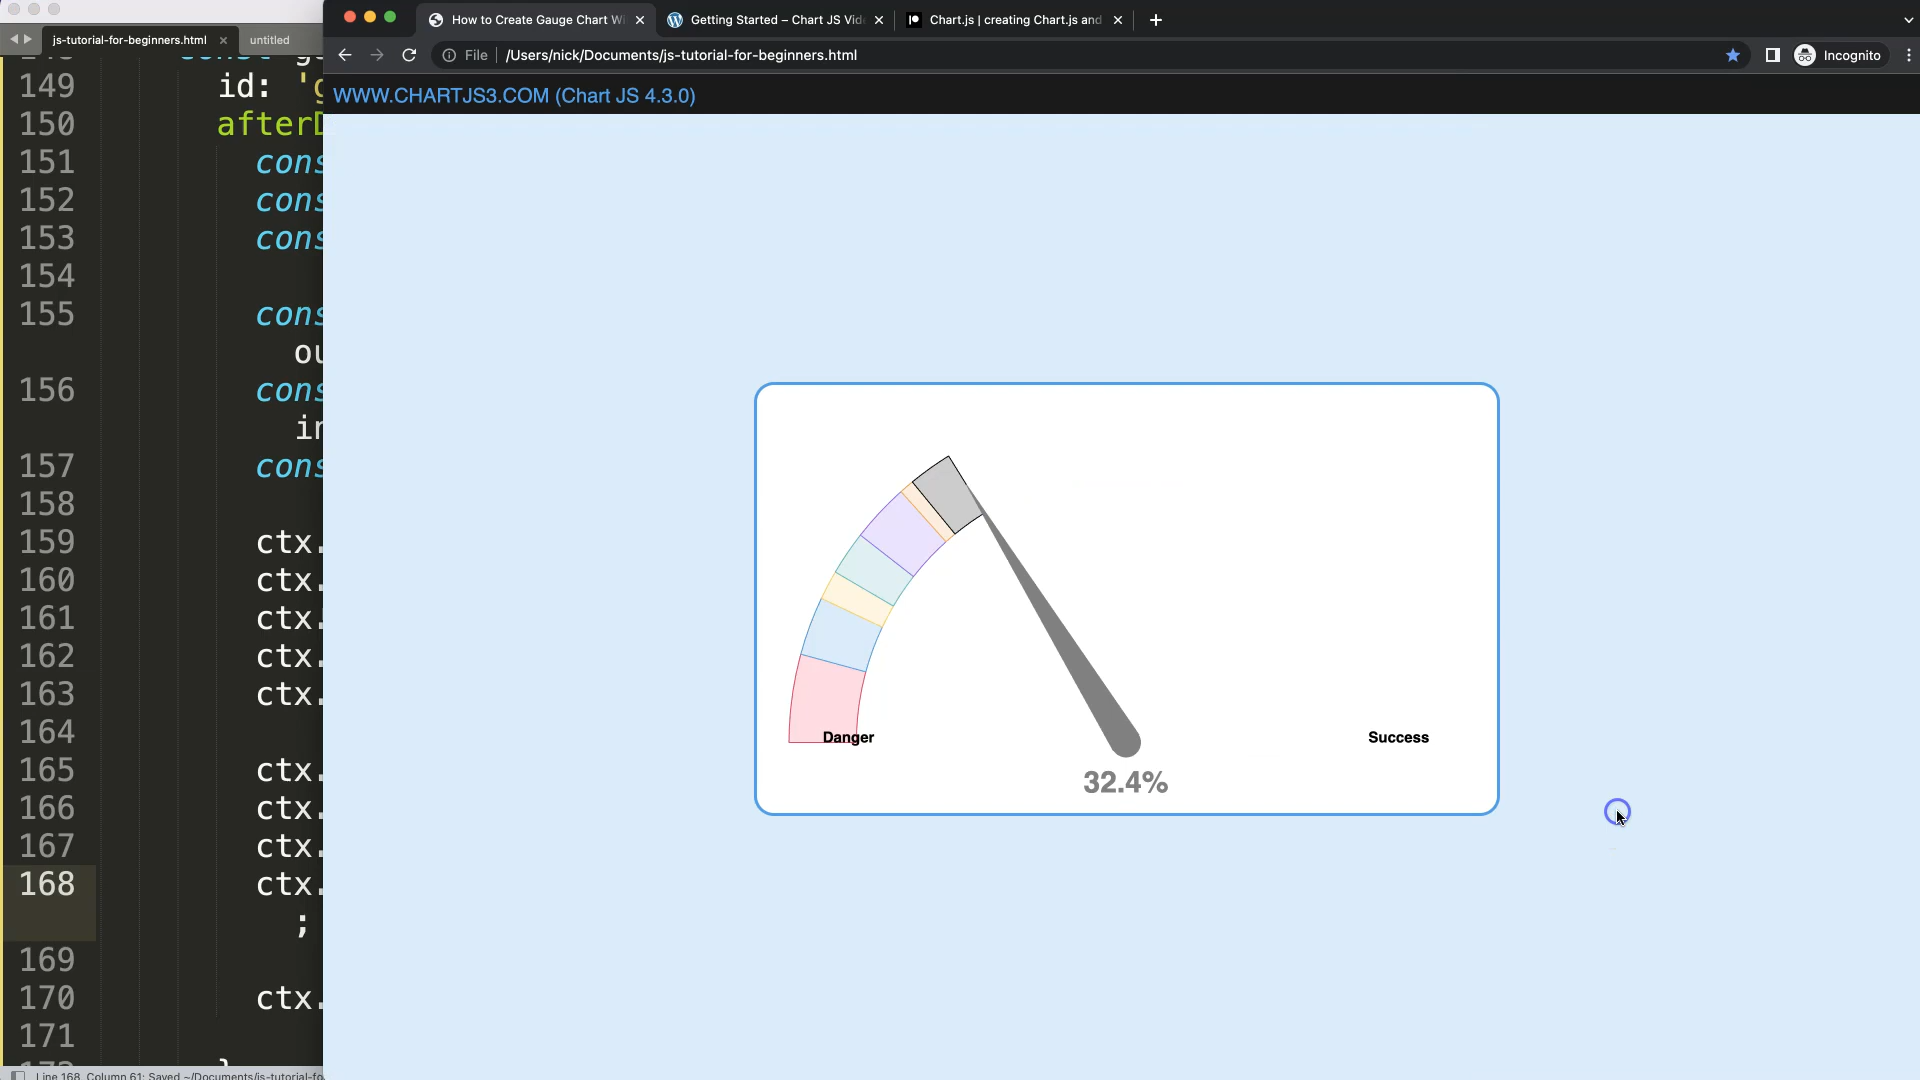 js-tutorial-for-beginners.html
untitled
How to Create Gauge Chart Wi
Getting Started – Chart JS Vid
Chart.js | creating Chart.js and
File
/Users/nick/Documents/js-tutorial-for-beginners.html
Incognito
WWW.CHARTJS3.COM (Chart JS 4.3.0)
149 id: 'g
150 afterD
151 cons
152 cons
153 cons
154
155 cons
ou
156 cons
in
157 cons
158
159 ctx.
160 ctx.
161 ctx.
162 ctx.
163 ctx.
164
165 ctx.
166 ctx.
167 ctx.
168 ctx.
;
169
170 ctx.
171
Danger
Success
32.4%
Line 168, Column 61; Saved ~/Documents/js-tutorial-fo